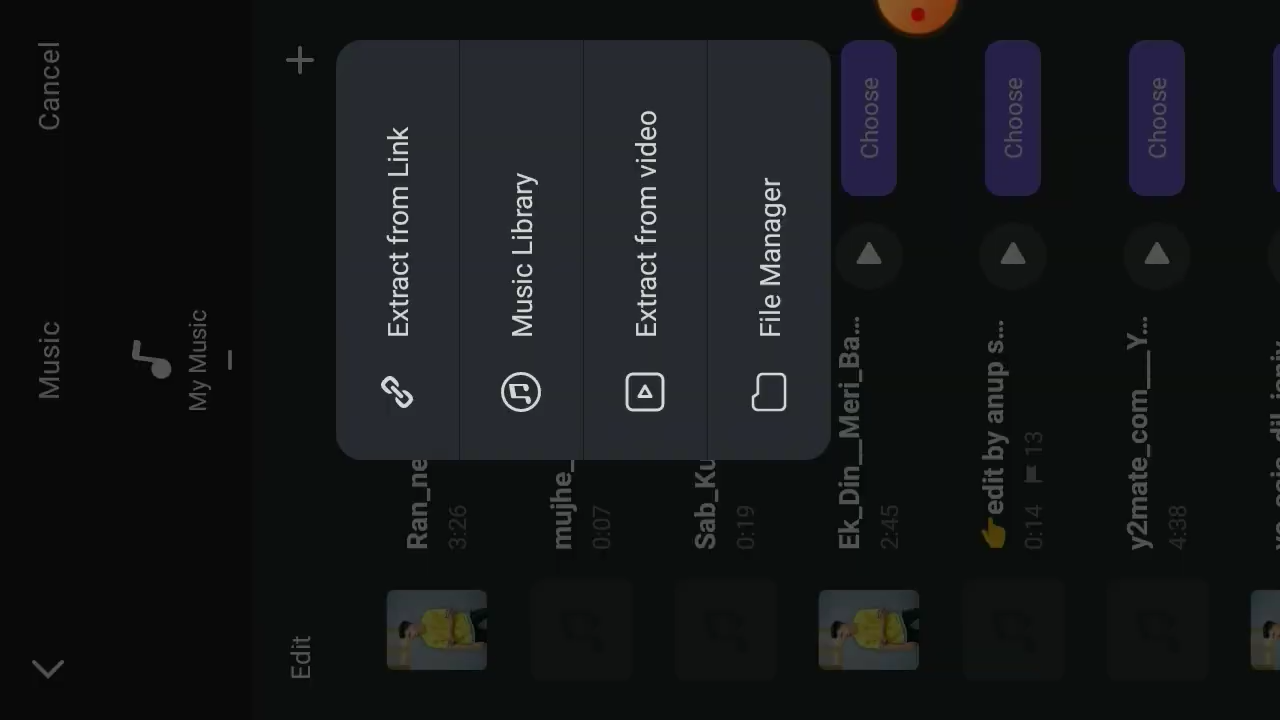 Music
Cancel
My Music
Edit
Extract from Link
Music Library
Extract from video
File Manager
Ran_ne
3:26
mujhe_
0:07
Sab_Ku
0:19
Ek_Din__Meri_Ba...
2:45
Choose
👉edit by anup s...
0:14
13
Choose
y2mate_com___Y...
4:38
Choose